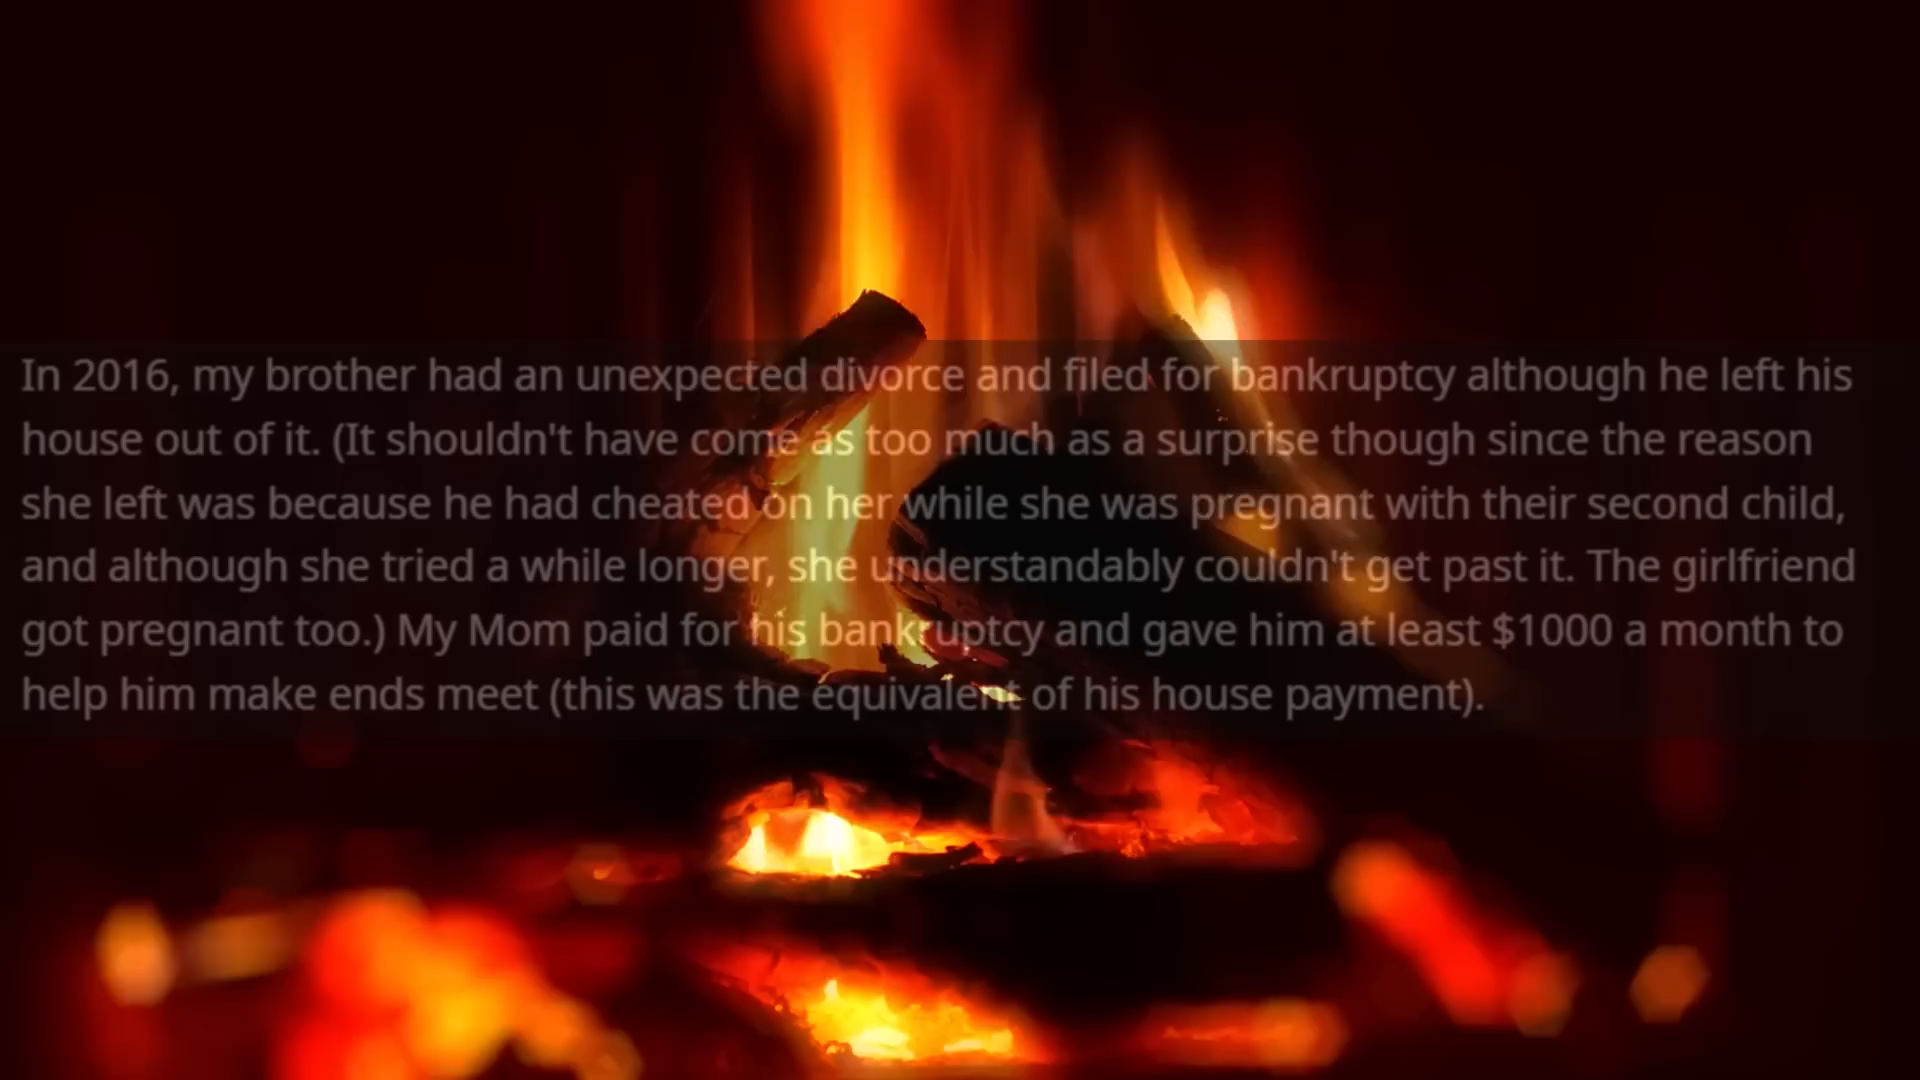 In 2016, my brother had an unexpected divorce and filed for bankruptcy although he left his
house out of it. (It shouldn't have come as too much as a surprise though since the reason
she left was because he had cheated on her while she was pregnant with their second child,
and although she tried a while longer, she understandably couldn't get past it. The girlfriend
got pregnant too.) My Mom paid for his bankruptcy and gave him at least $1000 a month to
help him make ends meet (this was the equivalent of his house payment).